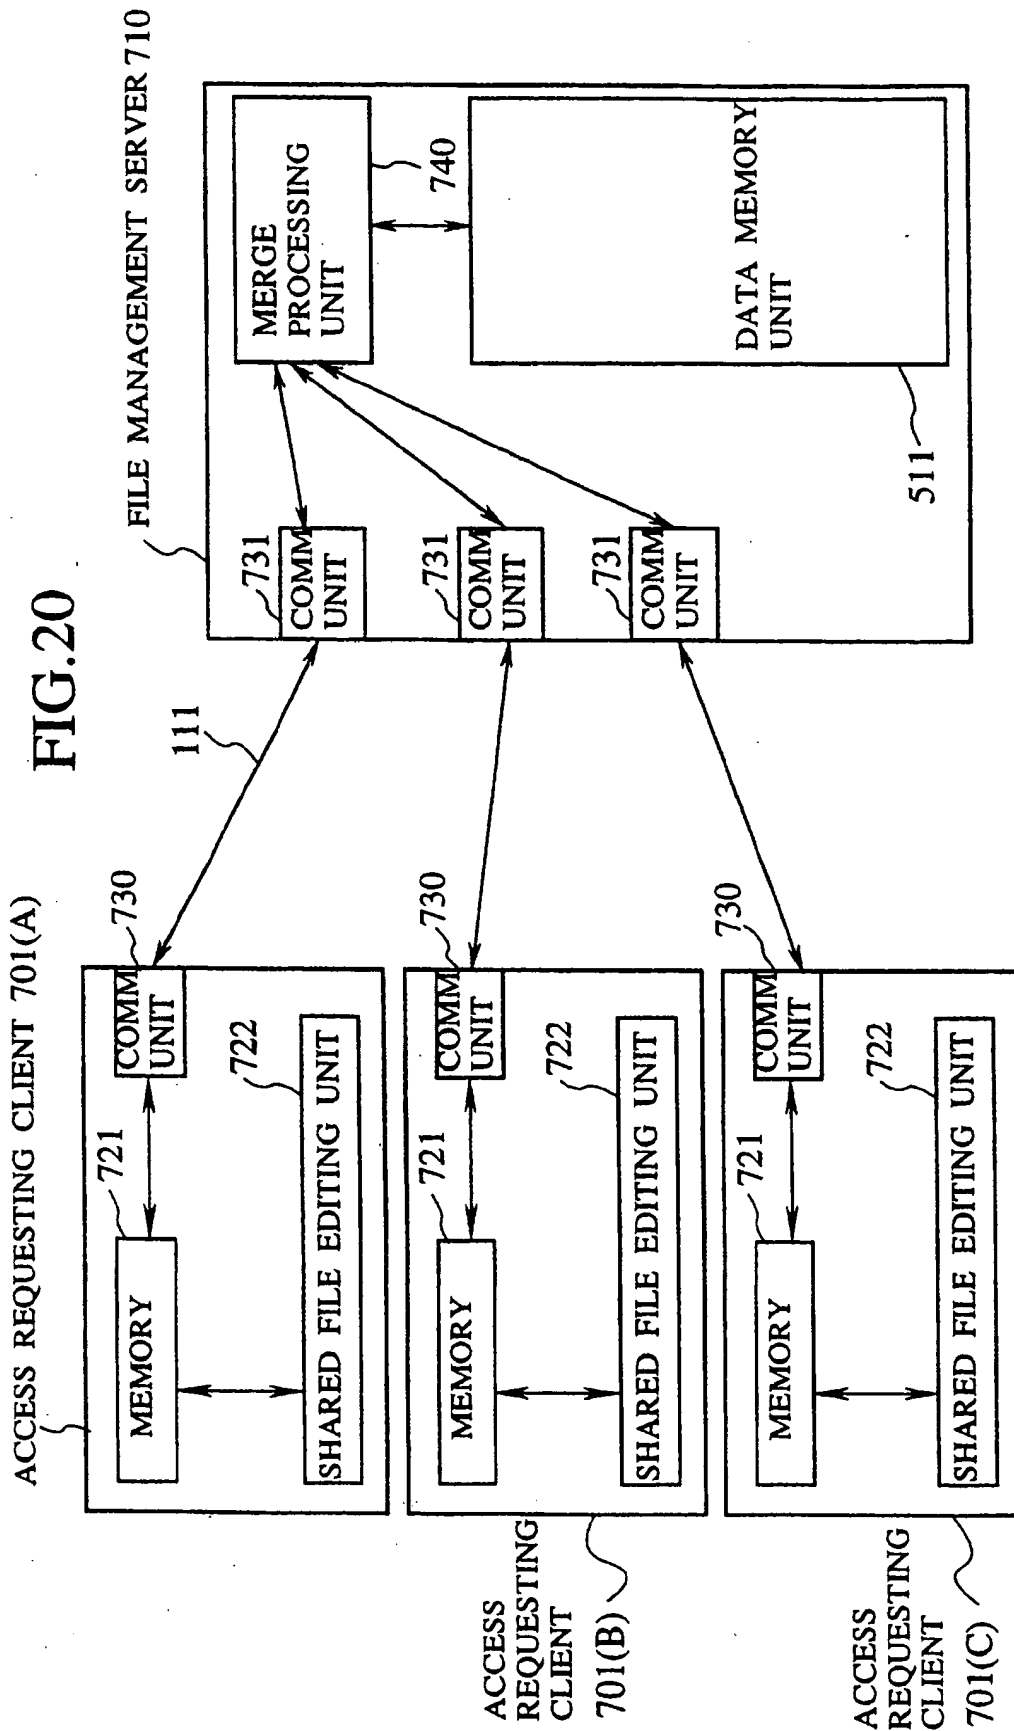 FIG.20
ACCESS REQUESTING CLIENT 701(A)
MEMORY
721
COMM
UNIT
730
722
SHARED FILE EDITING UNIT
111
ACCESS
REQUESTING
CLIENT
701(B)
MEMORY
721
COMM
UNIT
730
722
SHARED FILE EDITING UNIT
ACCESS
REQUESTING
CLIENT
701(C)
MEMORY
721
COMM
UNIT
730
722
SHARED FILE EDITING UNIT
FILE MANAGEMENT SERVER 710
731
COMM
UNIT
731
COMM
UNIT
731
COMM
UNIT
MERGE
PROCESSING
UNIT
740
DATA MEMORY
UNIT
511